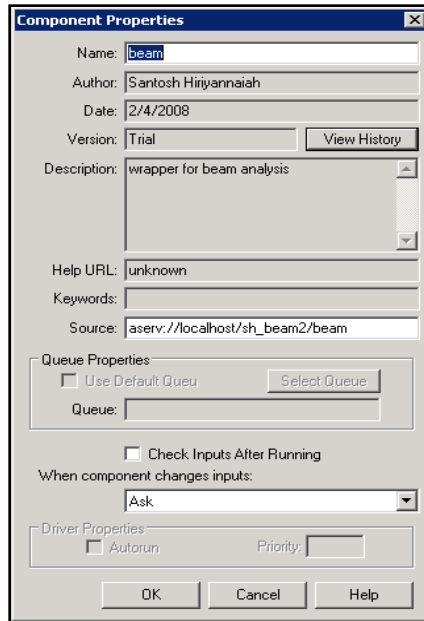 Component Properties
Name: beam
Author: Santosh Hiriyannaiah
Date: 2/4/2008
Version: Trial View History
Description: wrapper for beam analysis
Help URL: unknown
Keywords:
Source: aserv://localhost/sh_beam2/beam
Queue Properties
Use Default Queu Select Queue
Queue:
Check Inputs After Running
When component changes inputs:
Ask
Driver Properties
Autorun Priority:
OK Cancel Help